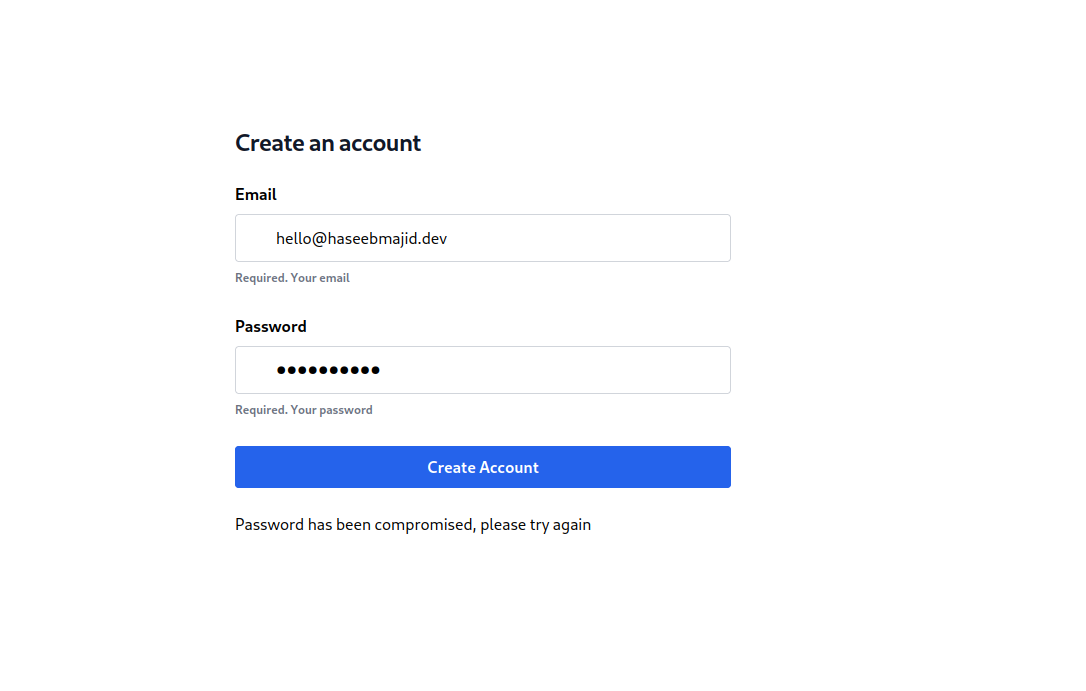 Create an account
Email
hello@haseebmajid.dev
Required. Your email
Password
●●●●●●●●●●
Required. Your password
Create Account
Password has been compromised, please try again